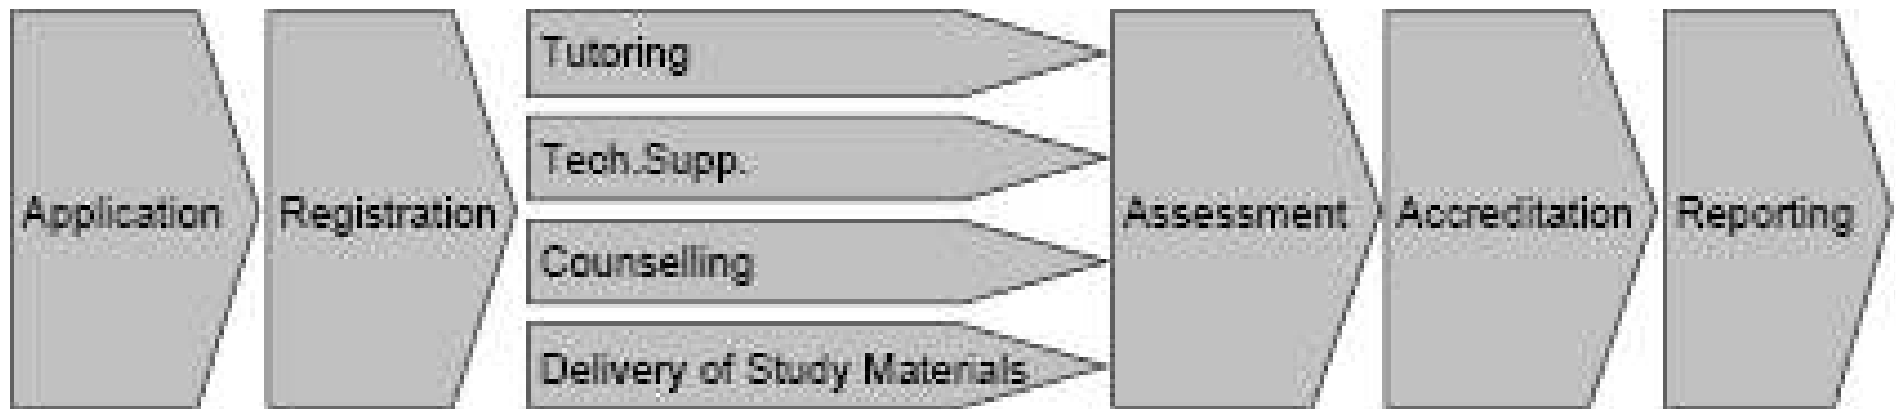 Application
Registration
Tutoring
Tech.Supp.
Counselling
Delivery of Study Materials
Assessment
Accreditation
Reporting